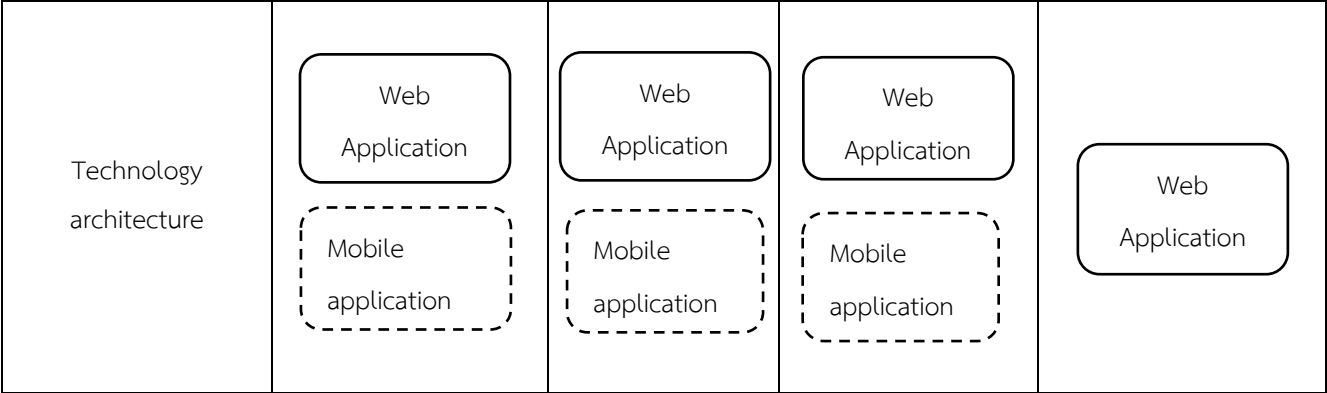 Technology
architecture
Web
Application
Mobile
application
Web
Application
Mobile
application
Web
Application
Mobile
application
Web
Application